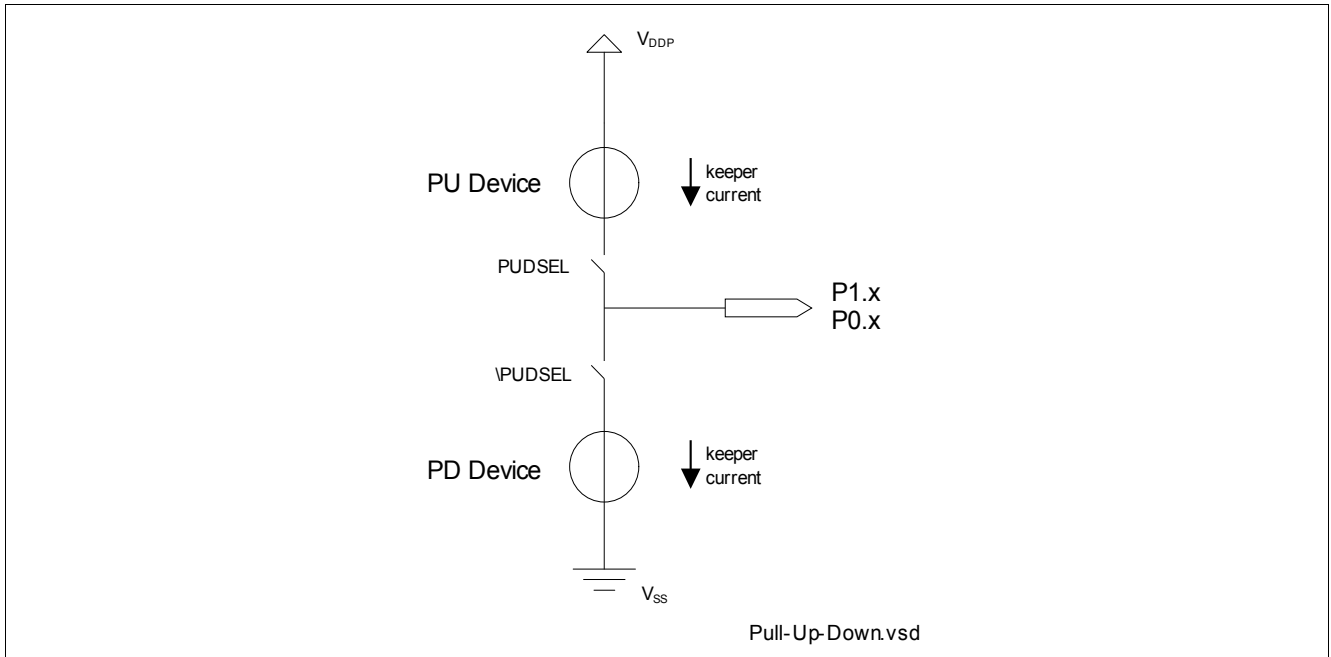 VDDP
PU Device
keeper
current
PUDSEL
P1.x
P0.x
\PUDSEL
PD Device
keeper
current
VSS
Pull-Up-Down.vsd